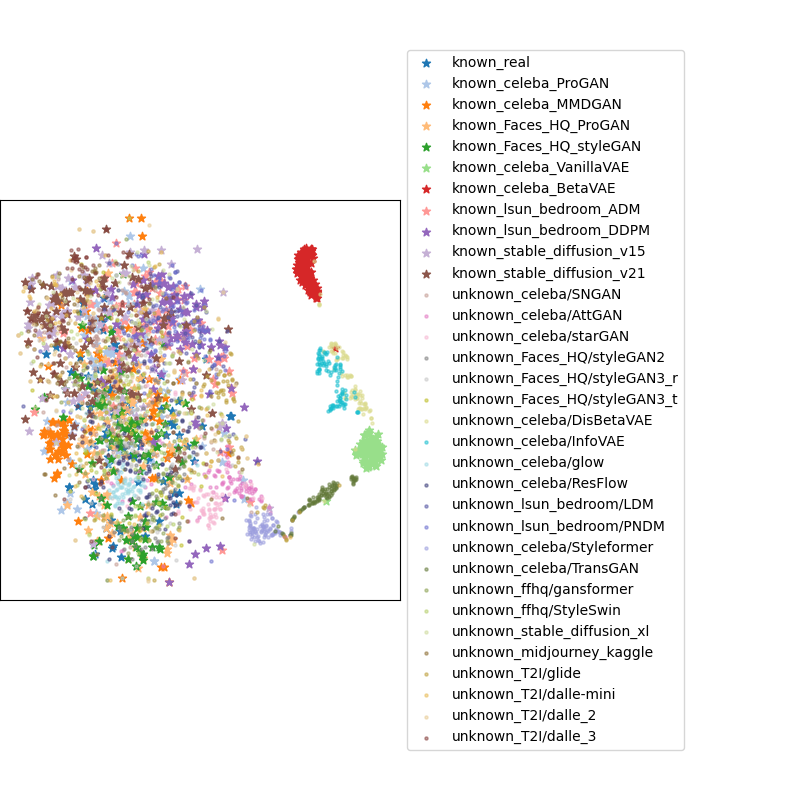 known_real
known_celeba_ProGAN
known_celeba_MMDGAN
known_Faces_HQ_ProGAN
known_Faces_HQ_styleGAN
known_celeba_VanillaVAE
known_celeba_BetaVAE
known_lsun_bedroom_ADM
known_lsun_bedroom_DDPM
known_stable_diffusion_v15
known_stable_diffusion_v21
unknown_celeba/SNGAN
unknown_celeba/AttGAN
unknown_celeba/starGAN
unknown_Faces_HQ/styleGAN2
unknown_Faces_HQ/styleGAN3_r
unknown_Faces_HQ/styleGAN3_t
unknown_celeba/DisBetaVAE
unknown_celeba/InfoVAE
unknown_celeba/glow
unknown_celeba/ResFlow
unknown_lsun_bedroom/LDM
unknown_lsun_bedroom/PNDM
unknown_celeba/Styleformer
unknown_celeba/TransGAN
unknown_ffhq/gansformer
unknown_ffhq/StyleSwin
unknown_stable_diffusion_xl
unknown_midjourney_kaggle
unknown_T2I/glide
unknown_T2I/dalle-mini
unknown_T2I/dalle_2
unknown_T2I/dalle_3